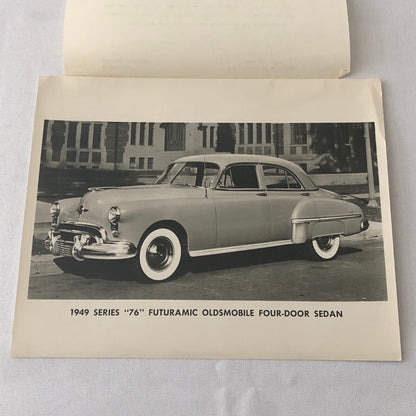 1949 SERIES "76" FUTURAMIC OLDSMOBILE FOUR-DOOR SEDAN